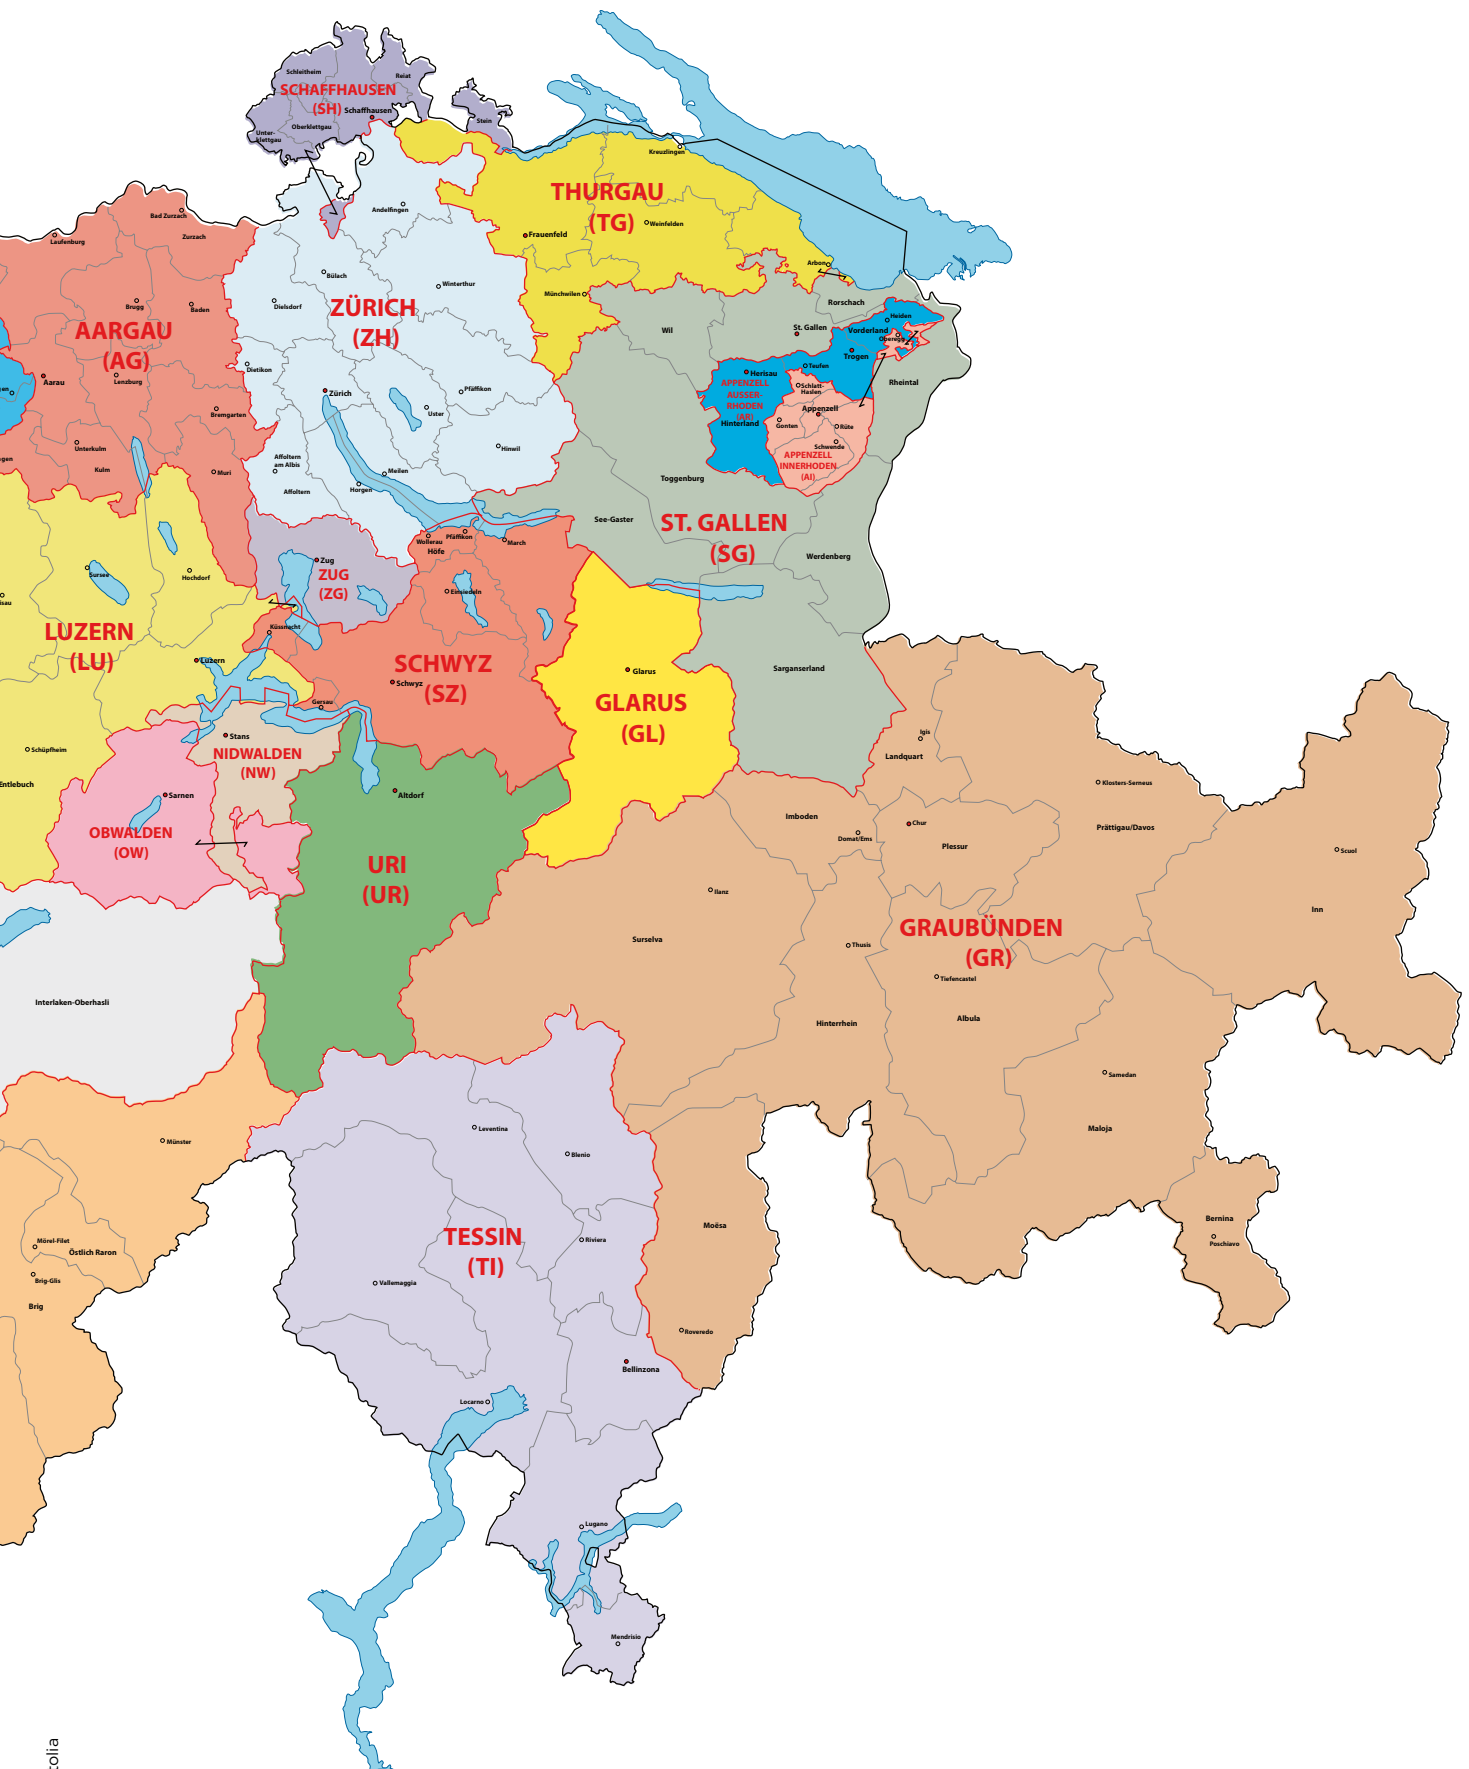 Schleitheim
Reiat
SCHAFFHAUSEN
(SH)
Schaffhausen
Oberklettgau
Unter-
klettgau
Stein
Kreuzlingen
THURGAU
(TG)
Weinfelden
Frauenfeld
Arbon
Münchwilen
Andelfingen
Bülach
Winterthur
Dielsdorf
ZÜRICH
(ZH)
Dietikon
Zürich
Pfäffikon
Uster
Hinwil
Affoltern
am Albis
Affoltern
Meilen
Horgen
Bad Zurzach
Zurzach
Laufenburg
Brugg
Baden
AARGAU
(AG)
Aarau
Lenzburg
Bremgarten
Unterkulm
Kulm
Muri
en
gen
Rorschach
Wil
St. Gallen
Heiden
Vorderland
Oberegg
Trogen
Teufen
Herisau
APPENZELL
AUSSER-
RHODEN
(AR)
Hinterland
Schlatt-
Haslen
Appenzell
Gonten
Rüte
Schwende
APPENZELL
INNERHODEN
(AI)
Rheintal
Toggenburg
See-Gaster
ST. GALLEN
(SG)
Werdenberg
Sarganserland
Wollerau
Pfäffikon
Höfe
March
Zug
ZUG
(ZG)
Einsiedeln
Küssnacht
SCHWYZ
(SZ)
Schwyz
Gersau
Sursee
Hochdorf
isau
LUZERN
(LU)
Luzern
Schüpfheim
Entlebuch
Glarus
GLARUS
(GL)
Stans
NIDWALDEN
(NW)
Sarnen
OBWALDEN
(OW)
Altdorf
URI
(UR)
Igis
Landquart
Klosters-Serneus
Imboden
Domat/Ems
Chur
Plessur
Prättigau/Davos
Scuol
Ilanz
Inn
Surselva
Thusis
GRAUBÜNDEN
(GR)
Tiefencastel
Hinterrhein
Albula
Samedan
Maloja
Moësa
Bernina
Poschiavo
Roveredo
Interlaken-Oberhasli
Münster
Mörel-Filet
Östlich Raron
Brig-Glis
Brig
Leventina
Blenio
TESSIN
(TI)
Riviera
Vallemaggia
Bellinzona
Locarno
Lugano
Mendrisio
tolia